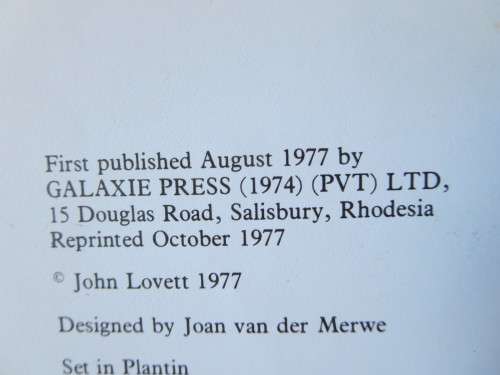 First published August 1977 by
GALAXIE PRESS (1974) (PVT) LTD,
15 Douglas Road, Salisbury, Rhodesia
Reprinted October 1977
© John Lovett 1977
Designed by Joan van der Merwe
Set in Plantin